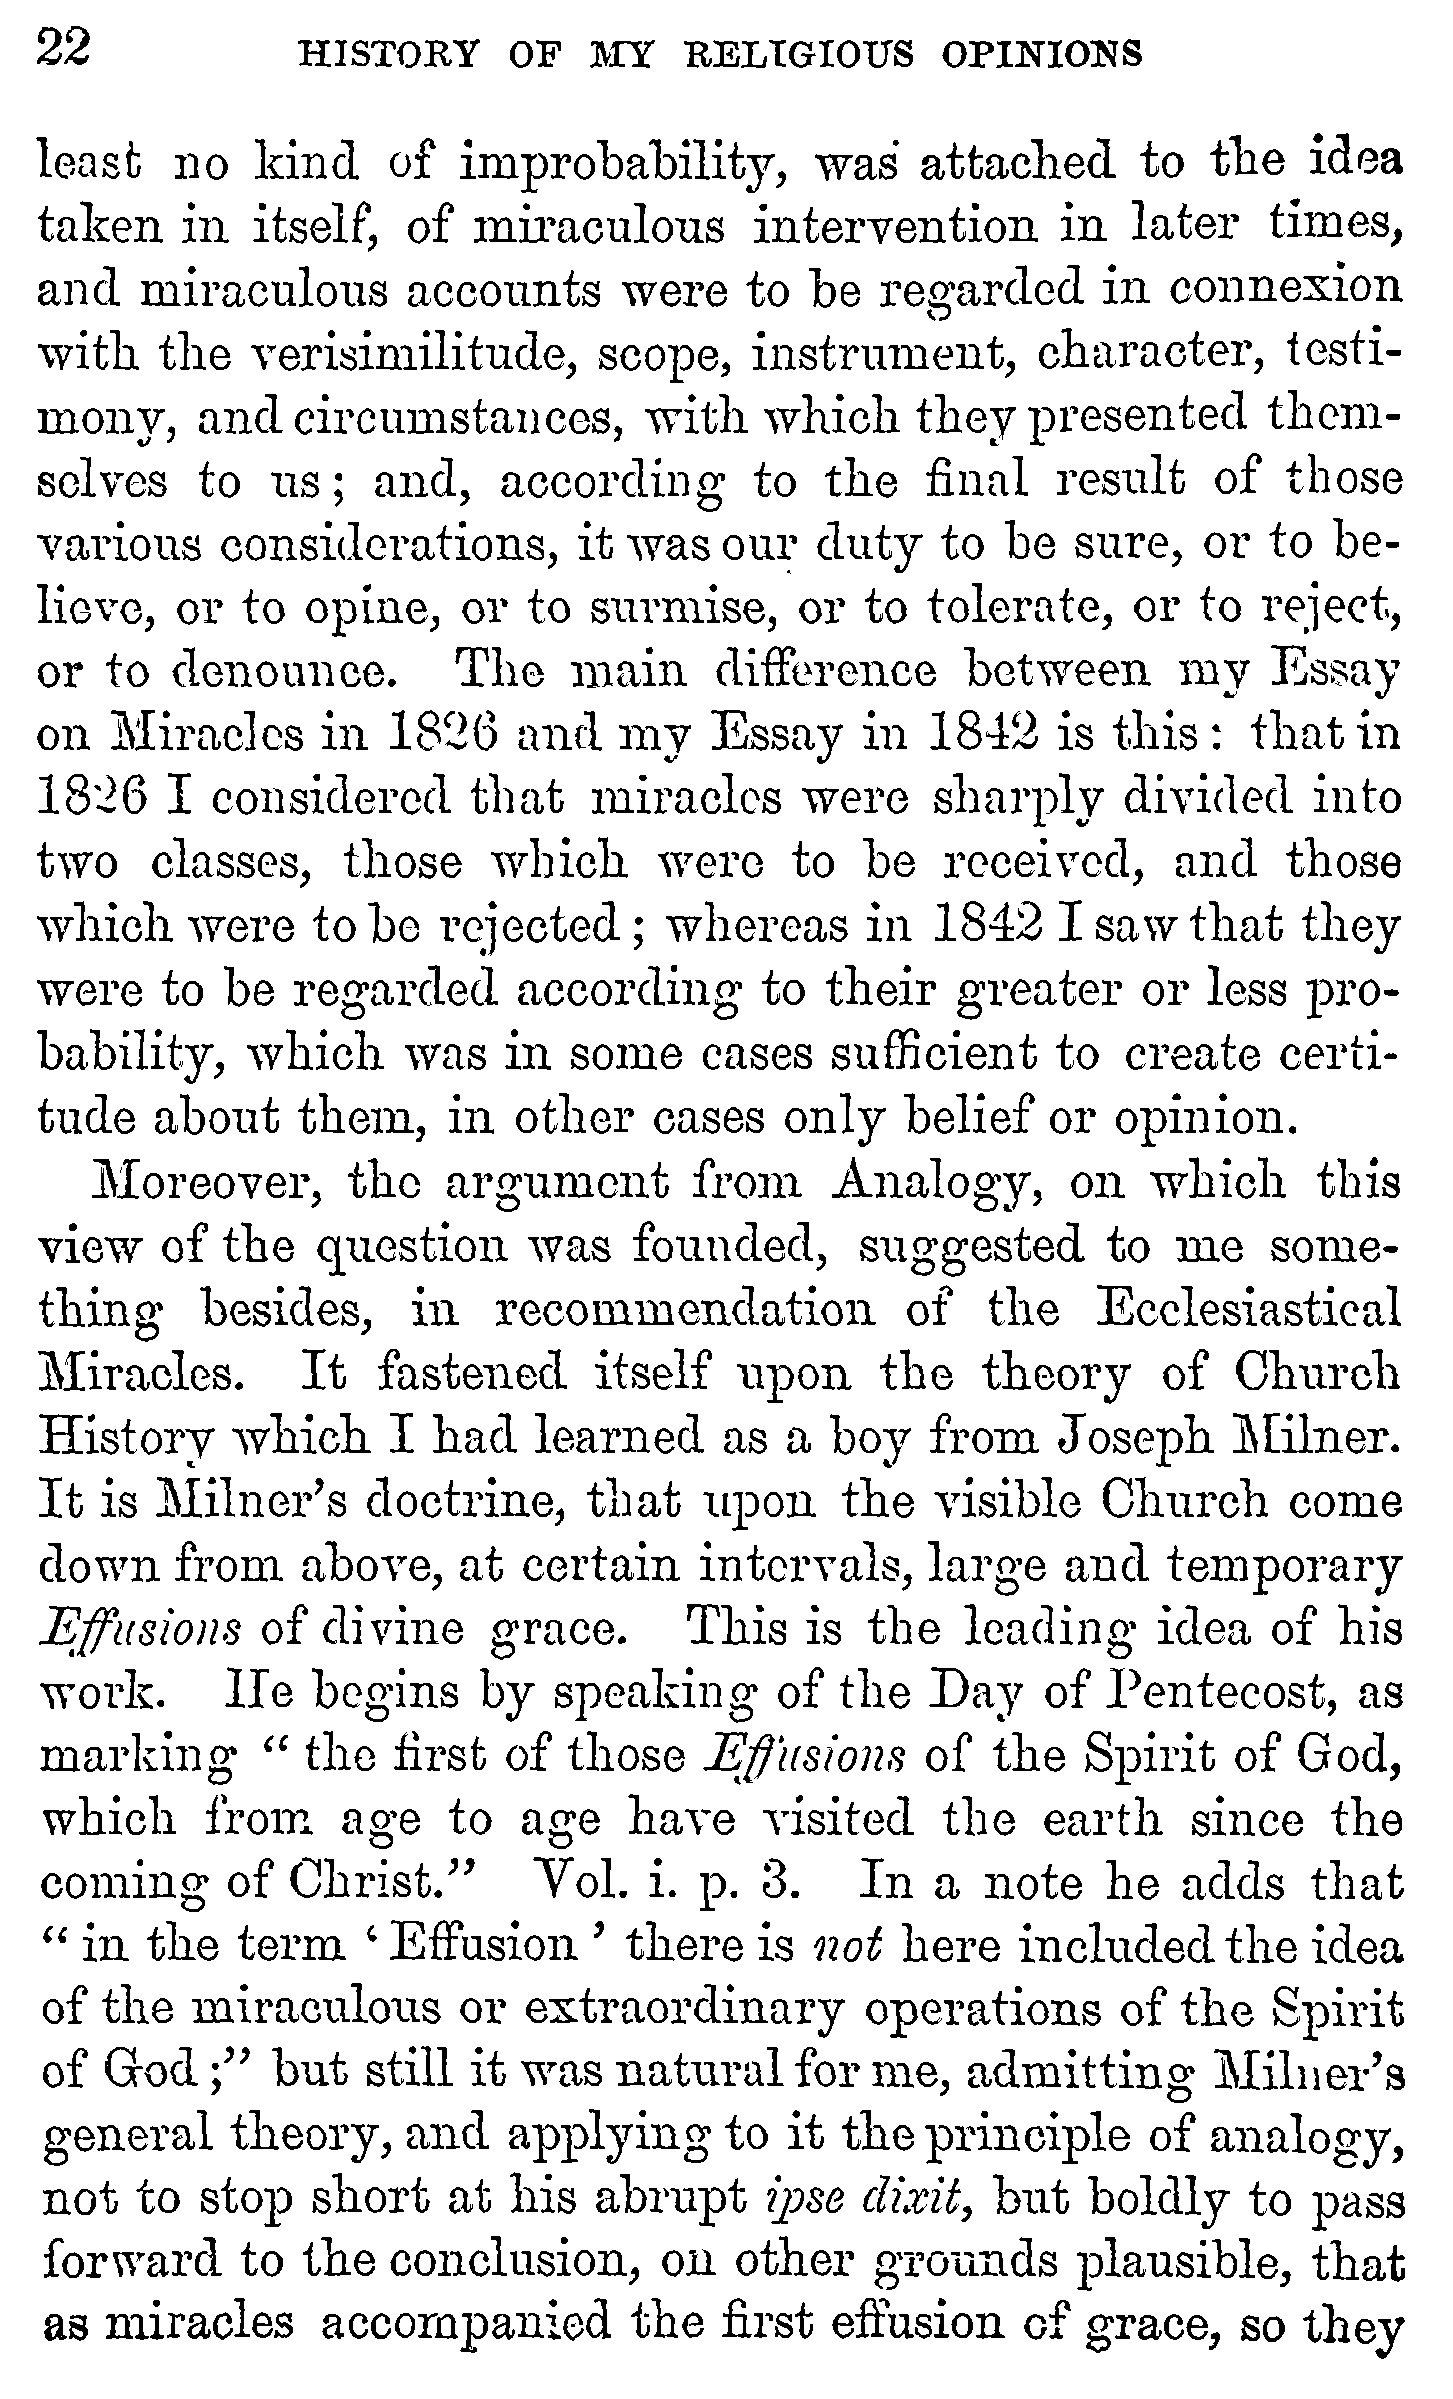 22 HISTORY OF MY RELIGIOUS OPINIONS
least no kind of improbability, was attached to the idea
taken in itself, of miraculous intervention in later times,
and miraculous accounts were to be regarded in connexion
with the verisimilitude, scope, instrument, character, testi-
mony, and circumstances, with which they presented them-
selves to us; and, according to the final result of those
various considerations, it was our duty to be sure, or to be-
lieve, or to opine, or to surmise, or to tolerate, or to reject,
or to denounce. The main difference between my Essay
on Miracles in 1826 and my Essay in 1842 is this: that in
1826 I considered that miracles were sharply divided into
two classes, those which were to be received, and those
which were to be rejected; whereas in 1842 I saw that they
were to be regarded according to their greater or less pro-
bability, which was in some cases sufficient to create certi-
tude about them, in other cases only belief or opinion.
Moreover, the argument from Analogy, on which this
view of the question was founded, suggested to me some-
thing besides, in recommendation of the Ecclesiastical
Miracles. It fastened itself upon the theory of Church
History which I had learned as a boy from Joseph Milner.
It is Milner's doctrine, that upon the visible Church come
down from above, at certain intervals, large and temporary
Effusions of divine grace. This is the leading idea of his
work. He begins by speaking of the Day of Pentecost, as
marking "the first of those Effusions of the Spirit of God,
which from age to age have visited the earth since the
coming of Christ." Vol. i. p. 3. In a note he adds that
"in the term 'Effusion' there is not here included the idea
of the miraculous or extraordinary operations of the Spirit
of God;" but still it was natural for me, admitting Milner's
general theory, and applying to it the principle of analogy,
not to stop short at his abrupt ipse dixit, but boldly to pass
forward to the conclusion, on other grounds plausible, that
as miracles accompanied the first effusion of grace, so they